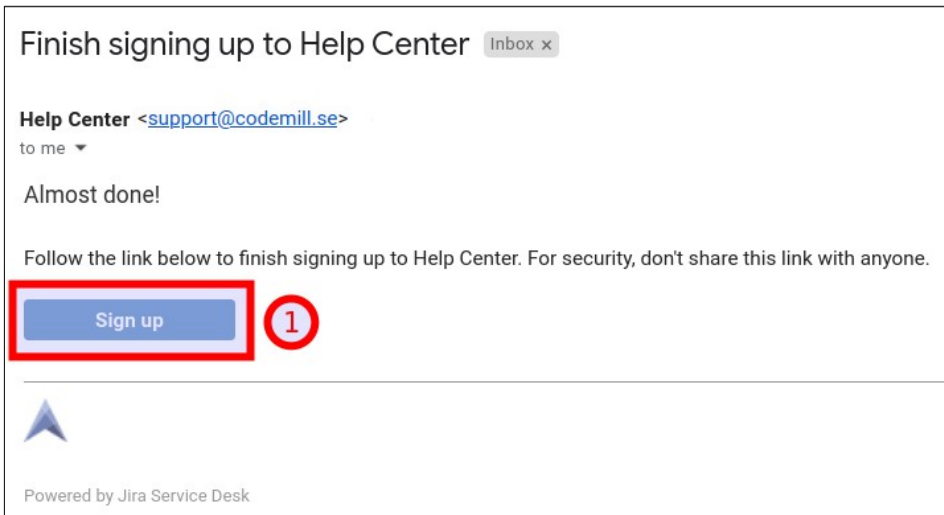 Finish signing up to Help Center Inbox x
Help Center <support@codemill.se>
to me
Almost done!
Follow the link below to finish signing up to Help Center. For security, don't share this link with anyone.
Sign up 1
Powered by Jira Service Desk